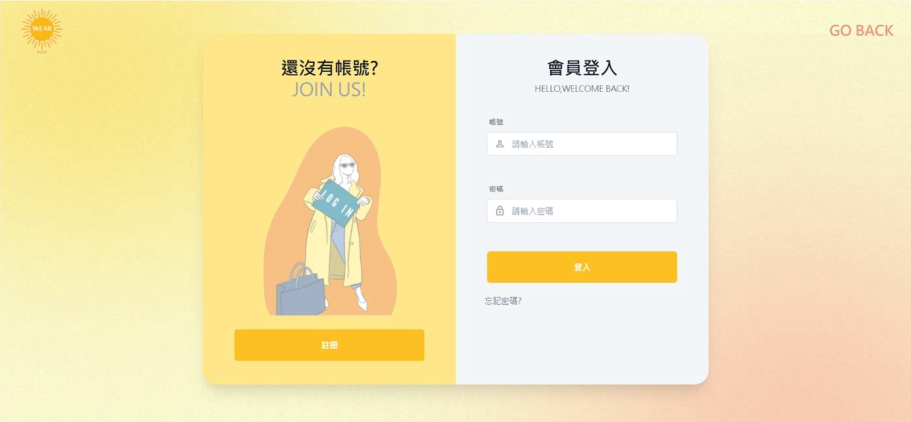 WEAR
GO BACK
還沒有帳號?
JOIN US!
LOG IN
註冊
會員登入
HELLO,WELCOME BACK!
帳號
請輸入帳號
密碼
請輸入密碼
登入
忘記密碼?